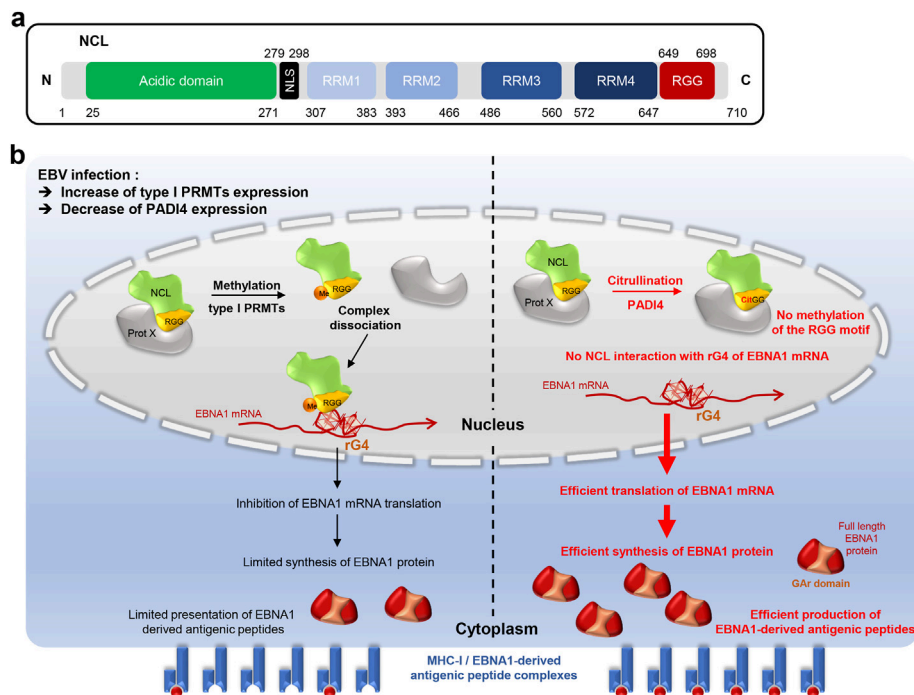 a
NCL
279 298
649 698
N
Acidic domain
NLS
RRM1
RRM2
RRM3
RRM4
RGG
C
1 25 271 307 383 393 466 486 560 572 647 710
b
EBV infection :
➔ Increase of type I PRMTs expression
➔ Decrease of PADI4 expression
NCL
RGG
Prot X
Methylation
type I PRMTs
Me
RGG
Complex
dissociation
Me
RGG
EBNA1 mRNA
rG4
Nucleus
Inhibition of EBNA1 mRNA translation
Limited synthesis of EBNA1 protein
Limited presentation of EBNA1
derived antigenic peptides
NCL
RGG
Prot X
Citrullination
PADI4
CitGG
No methylation
of the RGG motif
No NCL interaction with rG4 of EBNA1 mRNA
EBNA1 mRNA
rG4
Efficient translation of EBNA1 mRNA
Efficient synthesis of EBNA1 protein
Full length
EBNA1
protein
GAr domain
Efficient production of
EBNA1-derived antigenic peptides
Cytoplasm
MHC-I / EBNA1-derived
antigenic peptide complexes